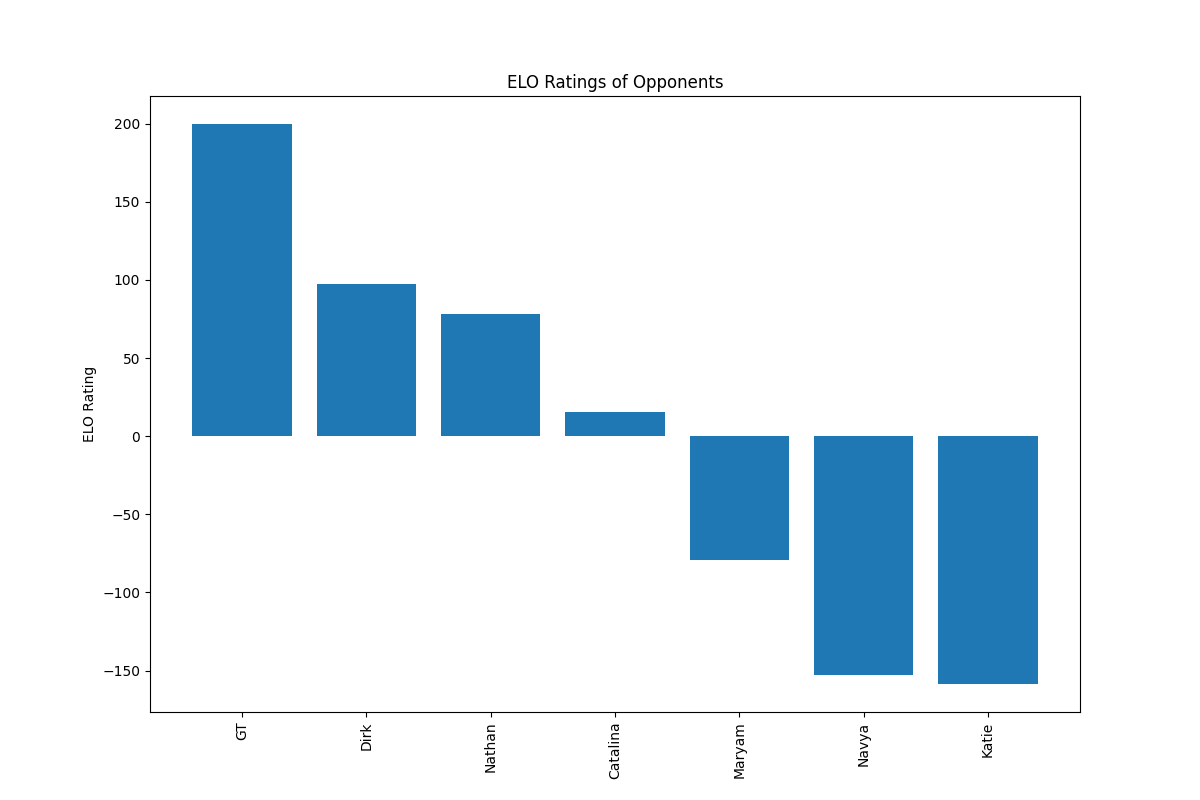 ELO Ratings of Opponents
200
150
100
50
0
−50
−100
−150
ELO Rating
GT
Dirk
Nathan
Catalina
Maryam
Navya
Katie